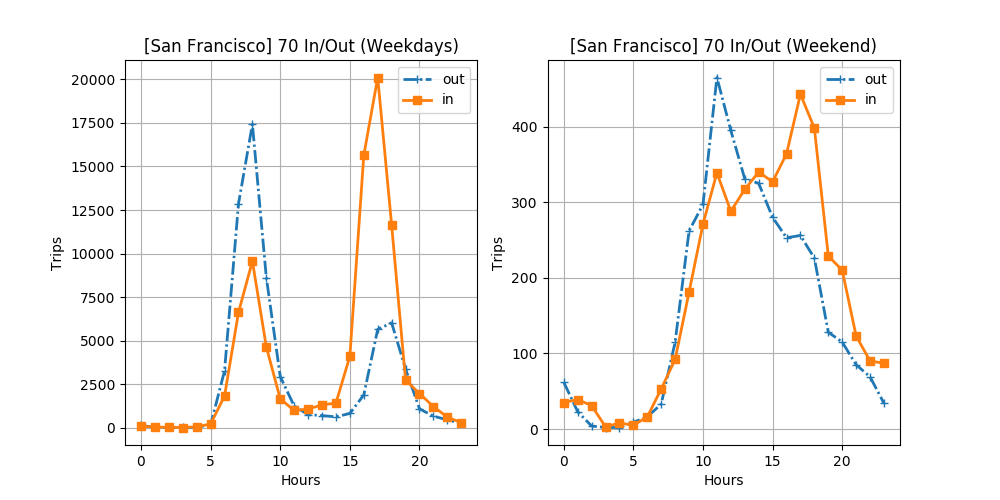 [San Francisco] 70 In/Out (Weekdays)
20000
17500
15000
12500
10000
7500
5000
2500
0
Trips
0 5 10 15 20
Hours
out
in
[San Francisco] 70 In/Out (Weekend)
400
300
200
100
0
Trips
0 5 10 15 20
Hours
out
in